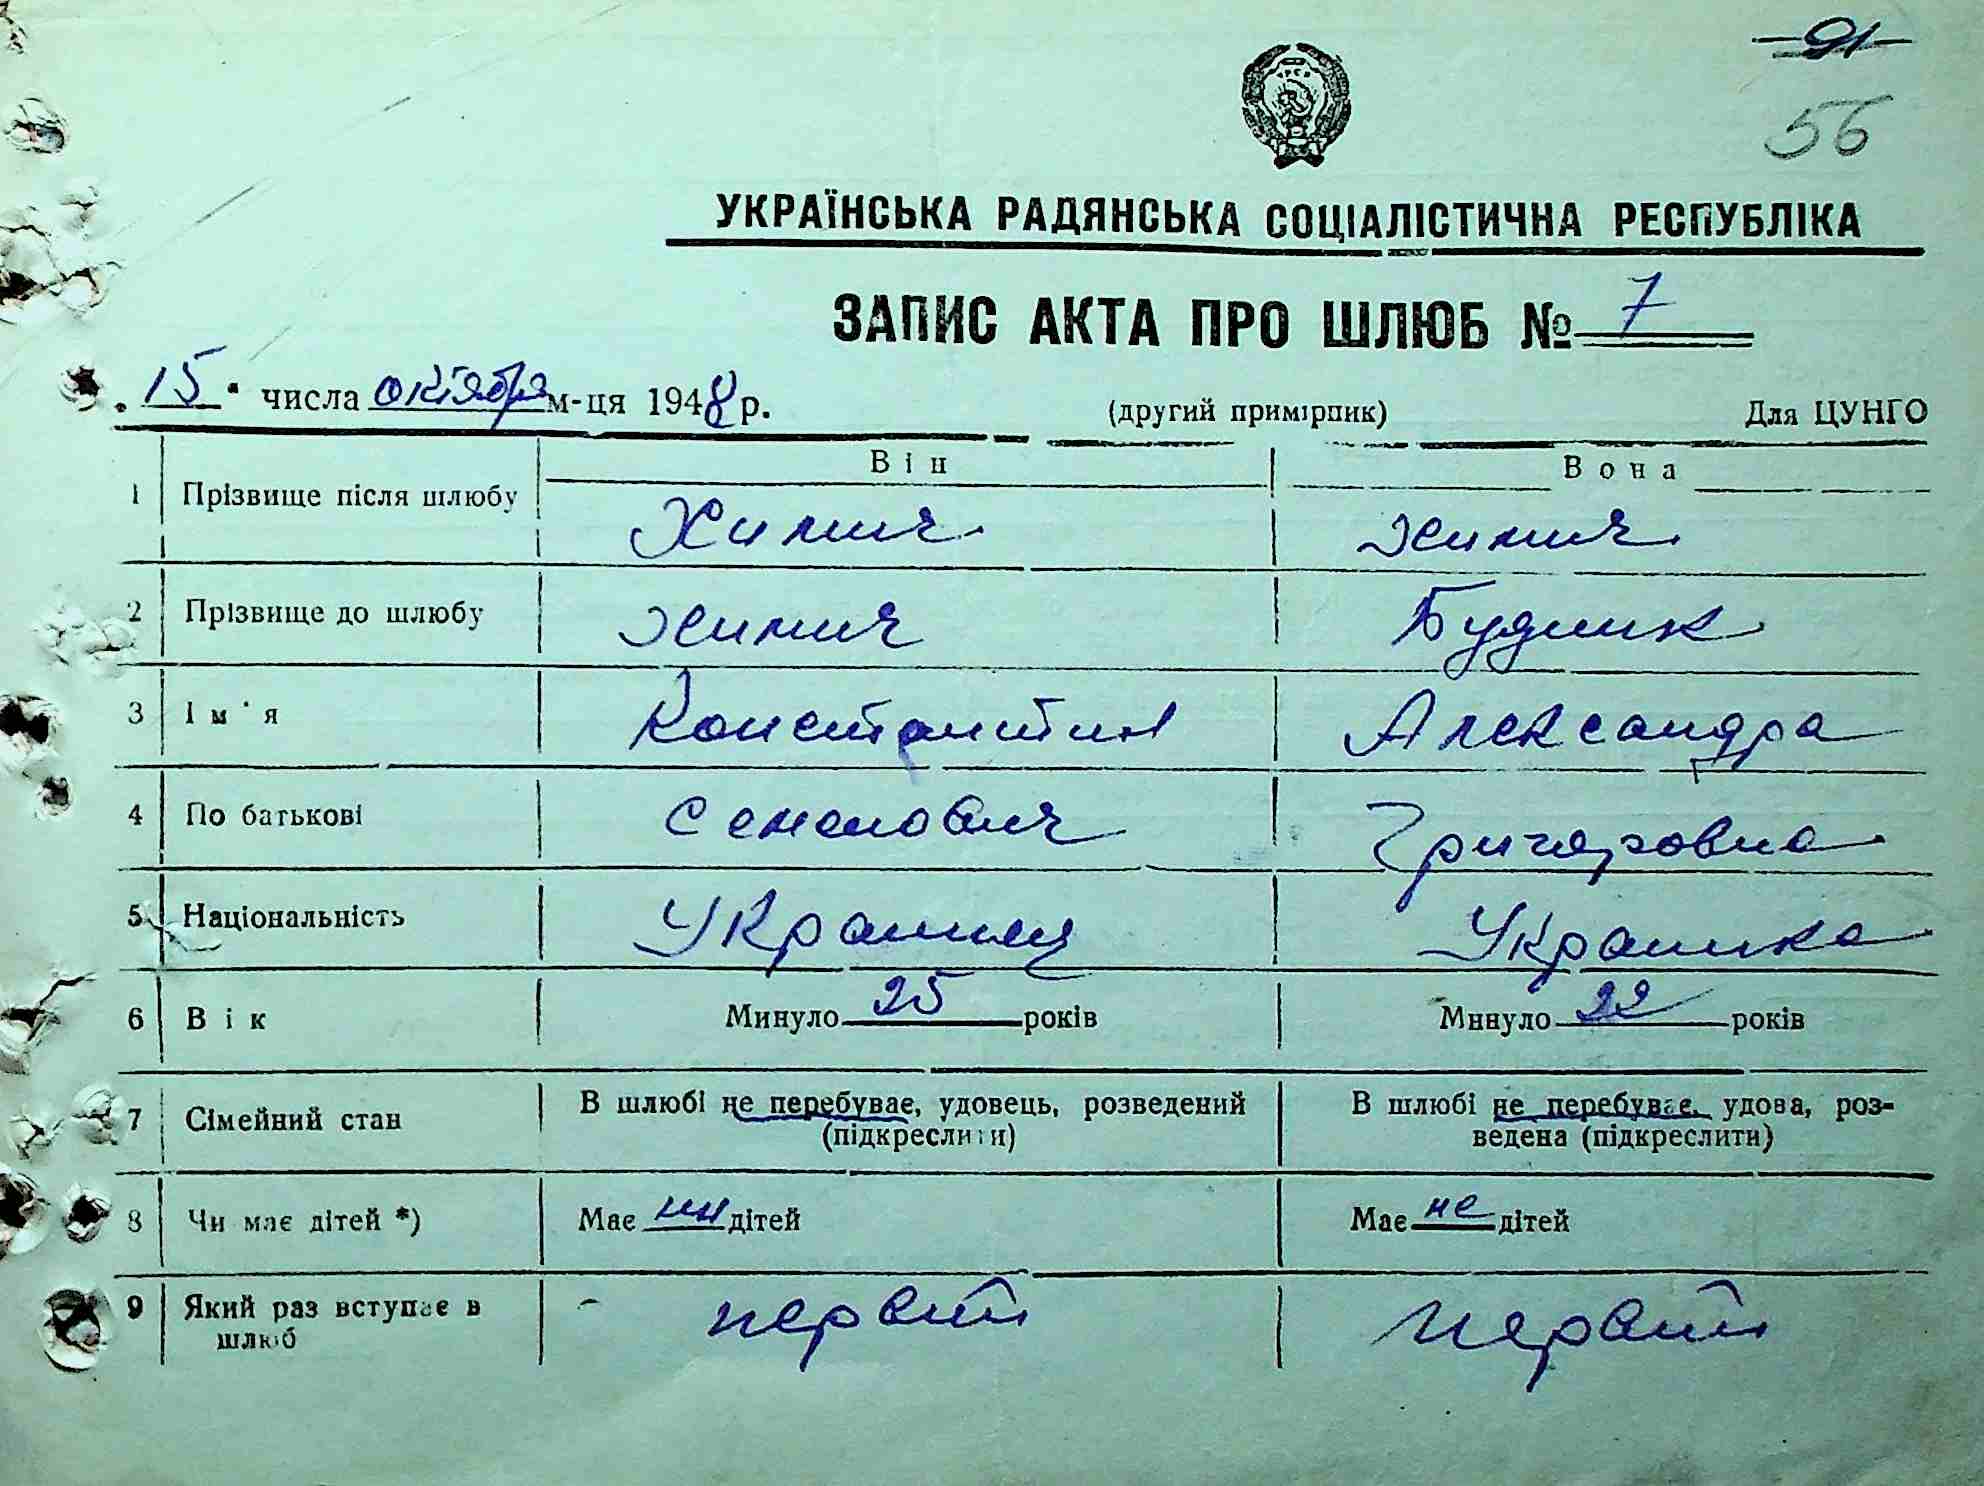 91
56
УКРАЇНСЬКА РАДЯНСЬКА СОЦІАЛІСТИЧНА РЕСПУБЛІКА
ЗАПИС АКТА ПРО ШЛЮБ № 7
„15“ числа октября м-ця 1948 р. (другий примірник) Для ЦУНГО
Він Вона
1 Прізвище після шлюбу Химич Химич
2 Прізвище до шлюбу Химич Будник
3 Ім'я Константин Александра
4 По батькові Семенович Григоровна
5 Національність Украинец Украинка
6 Вік Минуло 25 років Минуло 22 років
7 Сімейний стан В шлюбі не перебуває, удовець, розведений В шлюбі не перебуває, удова, роз-
(підкреслити) ведена (підкреслити)
8 Чи має дітей *) Має дітей Має не дітей
9 Який раз вступає в первий первий
шлюб